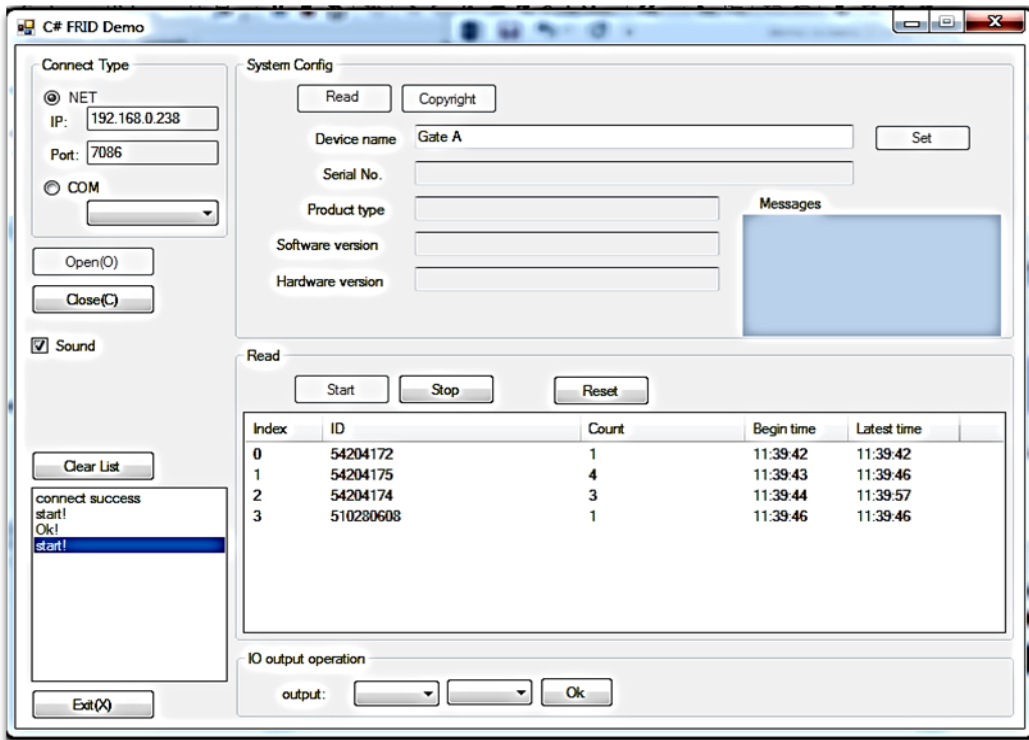 C# FRID Demo
Connect Type
NET
IP: 192.168.0.238
Port: 7086
COM
Open(O)
Close(C)
Sound
Clear List
connect success
start!
Ok!
start!
Exit(X)
System Config
Read Copyright
Device name Gate A Set
Serial No.
Product type
Software version
Hardware version
Messages
Read
Start Stop Reset
Index ID Count Begin time Latest time
0 54204172 1 11:39:42 11:39:42
1 54204175 4 11:39:43 11:39:46
2 54204174 3 11:39:44 11:39:57
3 510280608 1 11:39:46 11:39:46
IO output operation
output: Ok